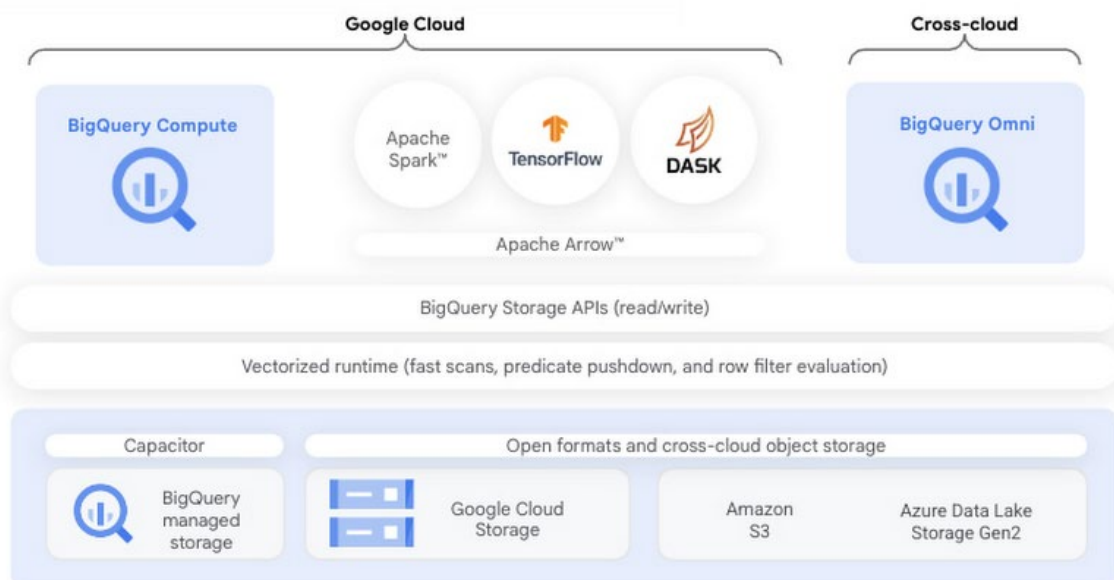 Google Cloud
Cross-cloud
BigQuery Compute
Apache
Spark™
TensorFlow
DASK
BigQuery Omni
Apache Arrow™
BigQuery Storage APIs (read/write)
Vectorized runtime (fast scans, predicate pushdown, and row filter evaluation)
Capacitor
Open formats and cross-cloud object storage
BigQuery
managed
storage
Google Cloud
Storage
Amazon
S3
Azure Data Lake
Storage Gen2